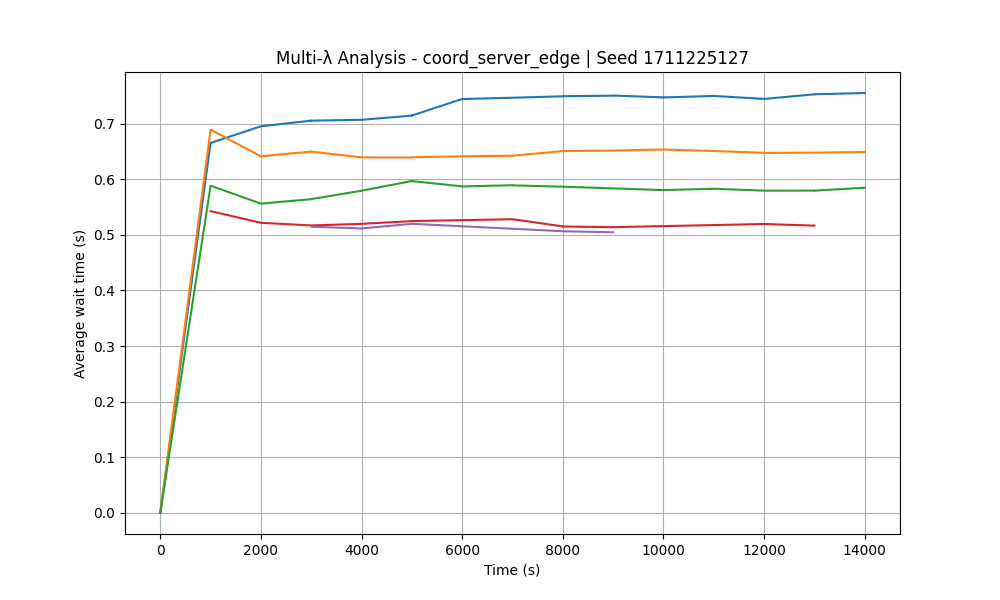 Multi-λ Analysis - coord_server_edge | Seed 1711225127
0.7
0.6
0.5
0.4
0.3
0.2
0.1
0.0
Average wait time (s)
0 2000 4000 6000 8000 10000 12000 14000
Time (s)